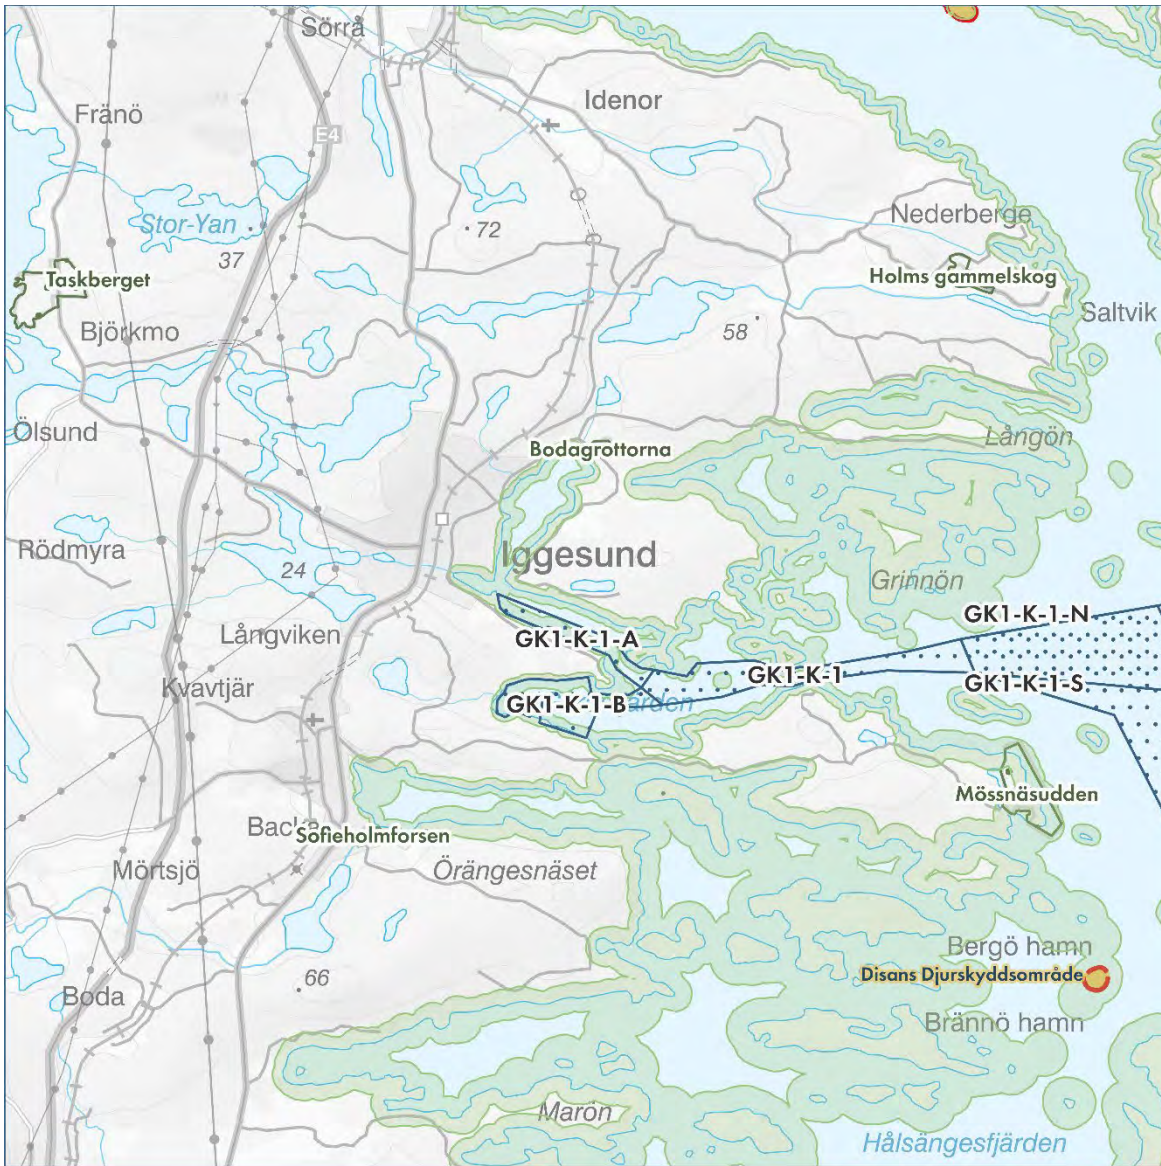 Sörrå
Idenor
Fränö
E4
Stor-Yan
37
72
Nederberge
Taskberget
Holms gammelskog
Björkmo
58
Saltvik
Ölsund
Bodagrottorna
Långön
Rödmyra
24
Iggesund
Grinnön
Långviken
GK1-K-1-A
GK1-K-1-N
Kvavtjär
GK1-K-1
GK1-K-1-S
GK1-K-1-B
Mössnäsudden
Backa
Sofieholmforsen
Mörtsjö
Örängesnäset
Bergö hamn
Disans Djurskyddsområde
66
Boda
Brännö hamn
Marön
Hålsängesfjärden